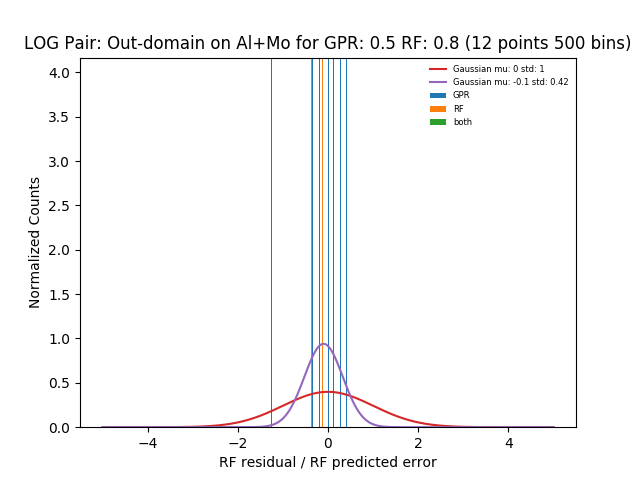 LOG Pair: Out-domain on Al+Mo for GPR: 0.5 RF: 0.8 (12 points 500 bins)
Gaussian mu: 0 std: 1
Gaussian mu: -0.1 std: 0.42
GPR
RF
both
Normalized Counts
4.0
3.5
3.0
2.5
2.0
1.5
1.0
0.5
0.0
−4 −2 0 2 4
RF residual / RF predicted error